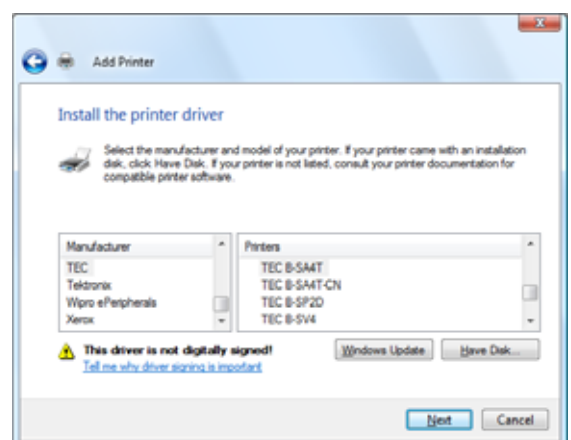 Add Printer
Install the printer driver
Select the manufacturer and model of your printer. If your printer came with an installation
disk, click Have Disk. If your printer is not listed, consult your printer documentation for
compatible printer software.
Manufacturer
TEC
Tektronix
Wipro ePeripherals
Xerox
Printers
TEC B-SA4T
TEC B-SA4T-CN
TEC B-SP2D
TEC B-SV4
This driver is not digitally signed!
Tell me why driver signing is important
Windows Update
Have Disk...
Next
Cancel